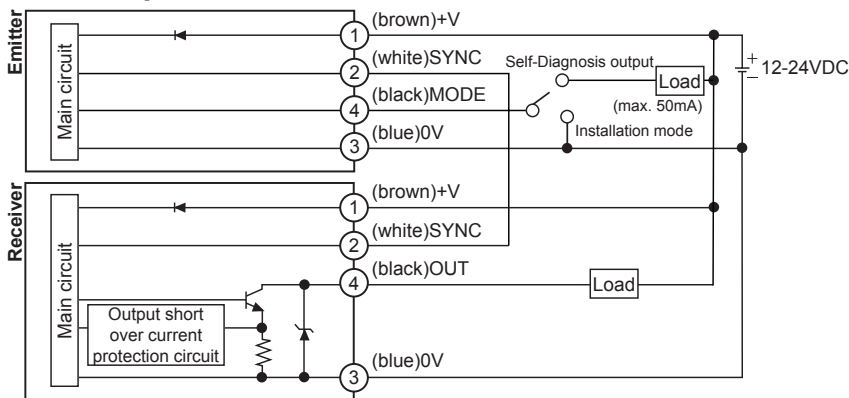 Emitter
Main circuit
1
(brown)+V
2
(white)SYNC
4
(black)MODE
3
(blue)0V
Self-Diagnosis output
Load
(max. 50mA)
Installation mode
+
−
12-24VDC
Receiver
Main circuit
1
(brown)+V
2
(white)SYNC
4
(black)OUT
Load
Output short
over current
protection circuit
3
(blue)0V